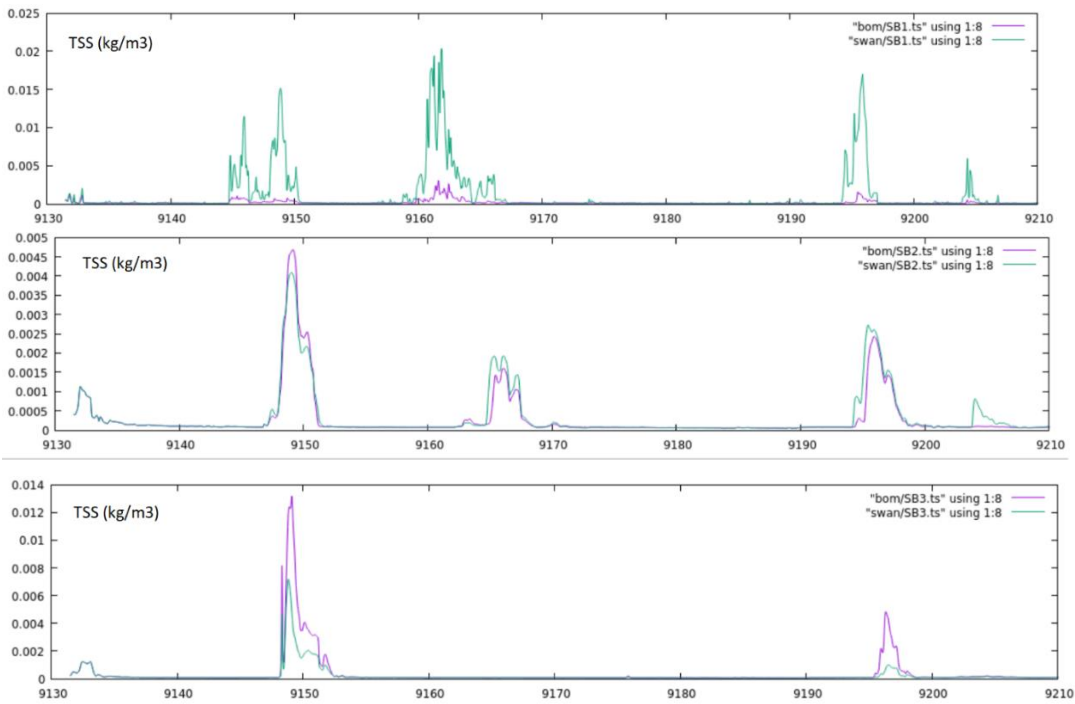 0.025
TSS (kg/m3)
"bom/SB1.ts" using 1:8
"swan/SB1.ts" using 1:8
0.02
0.015
0.01
0.005
0
9130 9140 9150 9160 9170 9180 9190 9200 9210
0.005
TSS (kg/m3)
"bom/SB2.ts" using 1:8
"swan/SB2.ts" using 1:8
0.0045
0.004
0.0035
0.003
0.0025
0.002
0.0015
0.001
0.0005
0
9130 9140 9150 9160 9170 9180 9190 9200 9210
0.014
TSS (kg/m3)
"bom/SB3.ts" using 1:8
"swan/SB3.ts" using 1:8
0.012
0.01
0.008
0.006
0.004
0.002
0
9130 9140 9150 9160 9170 9180 9190 9200 9210